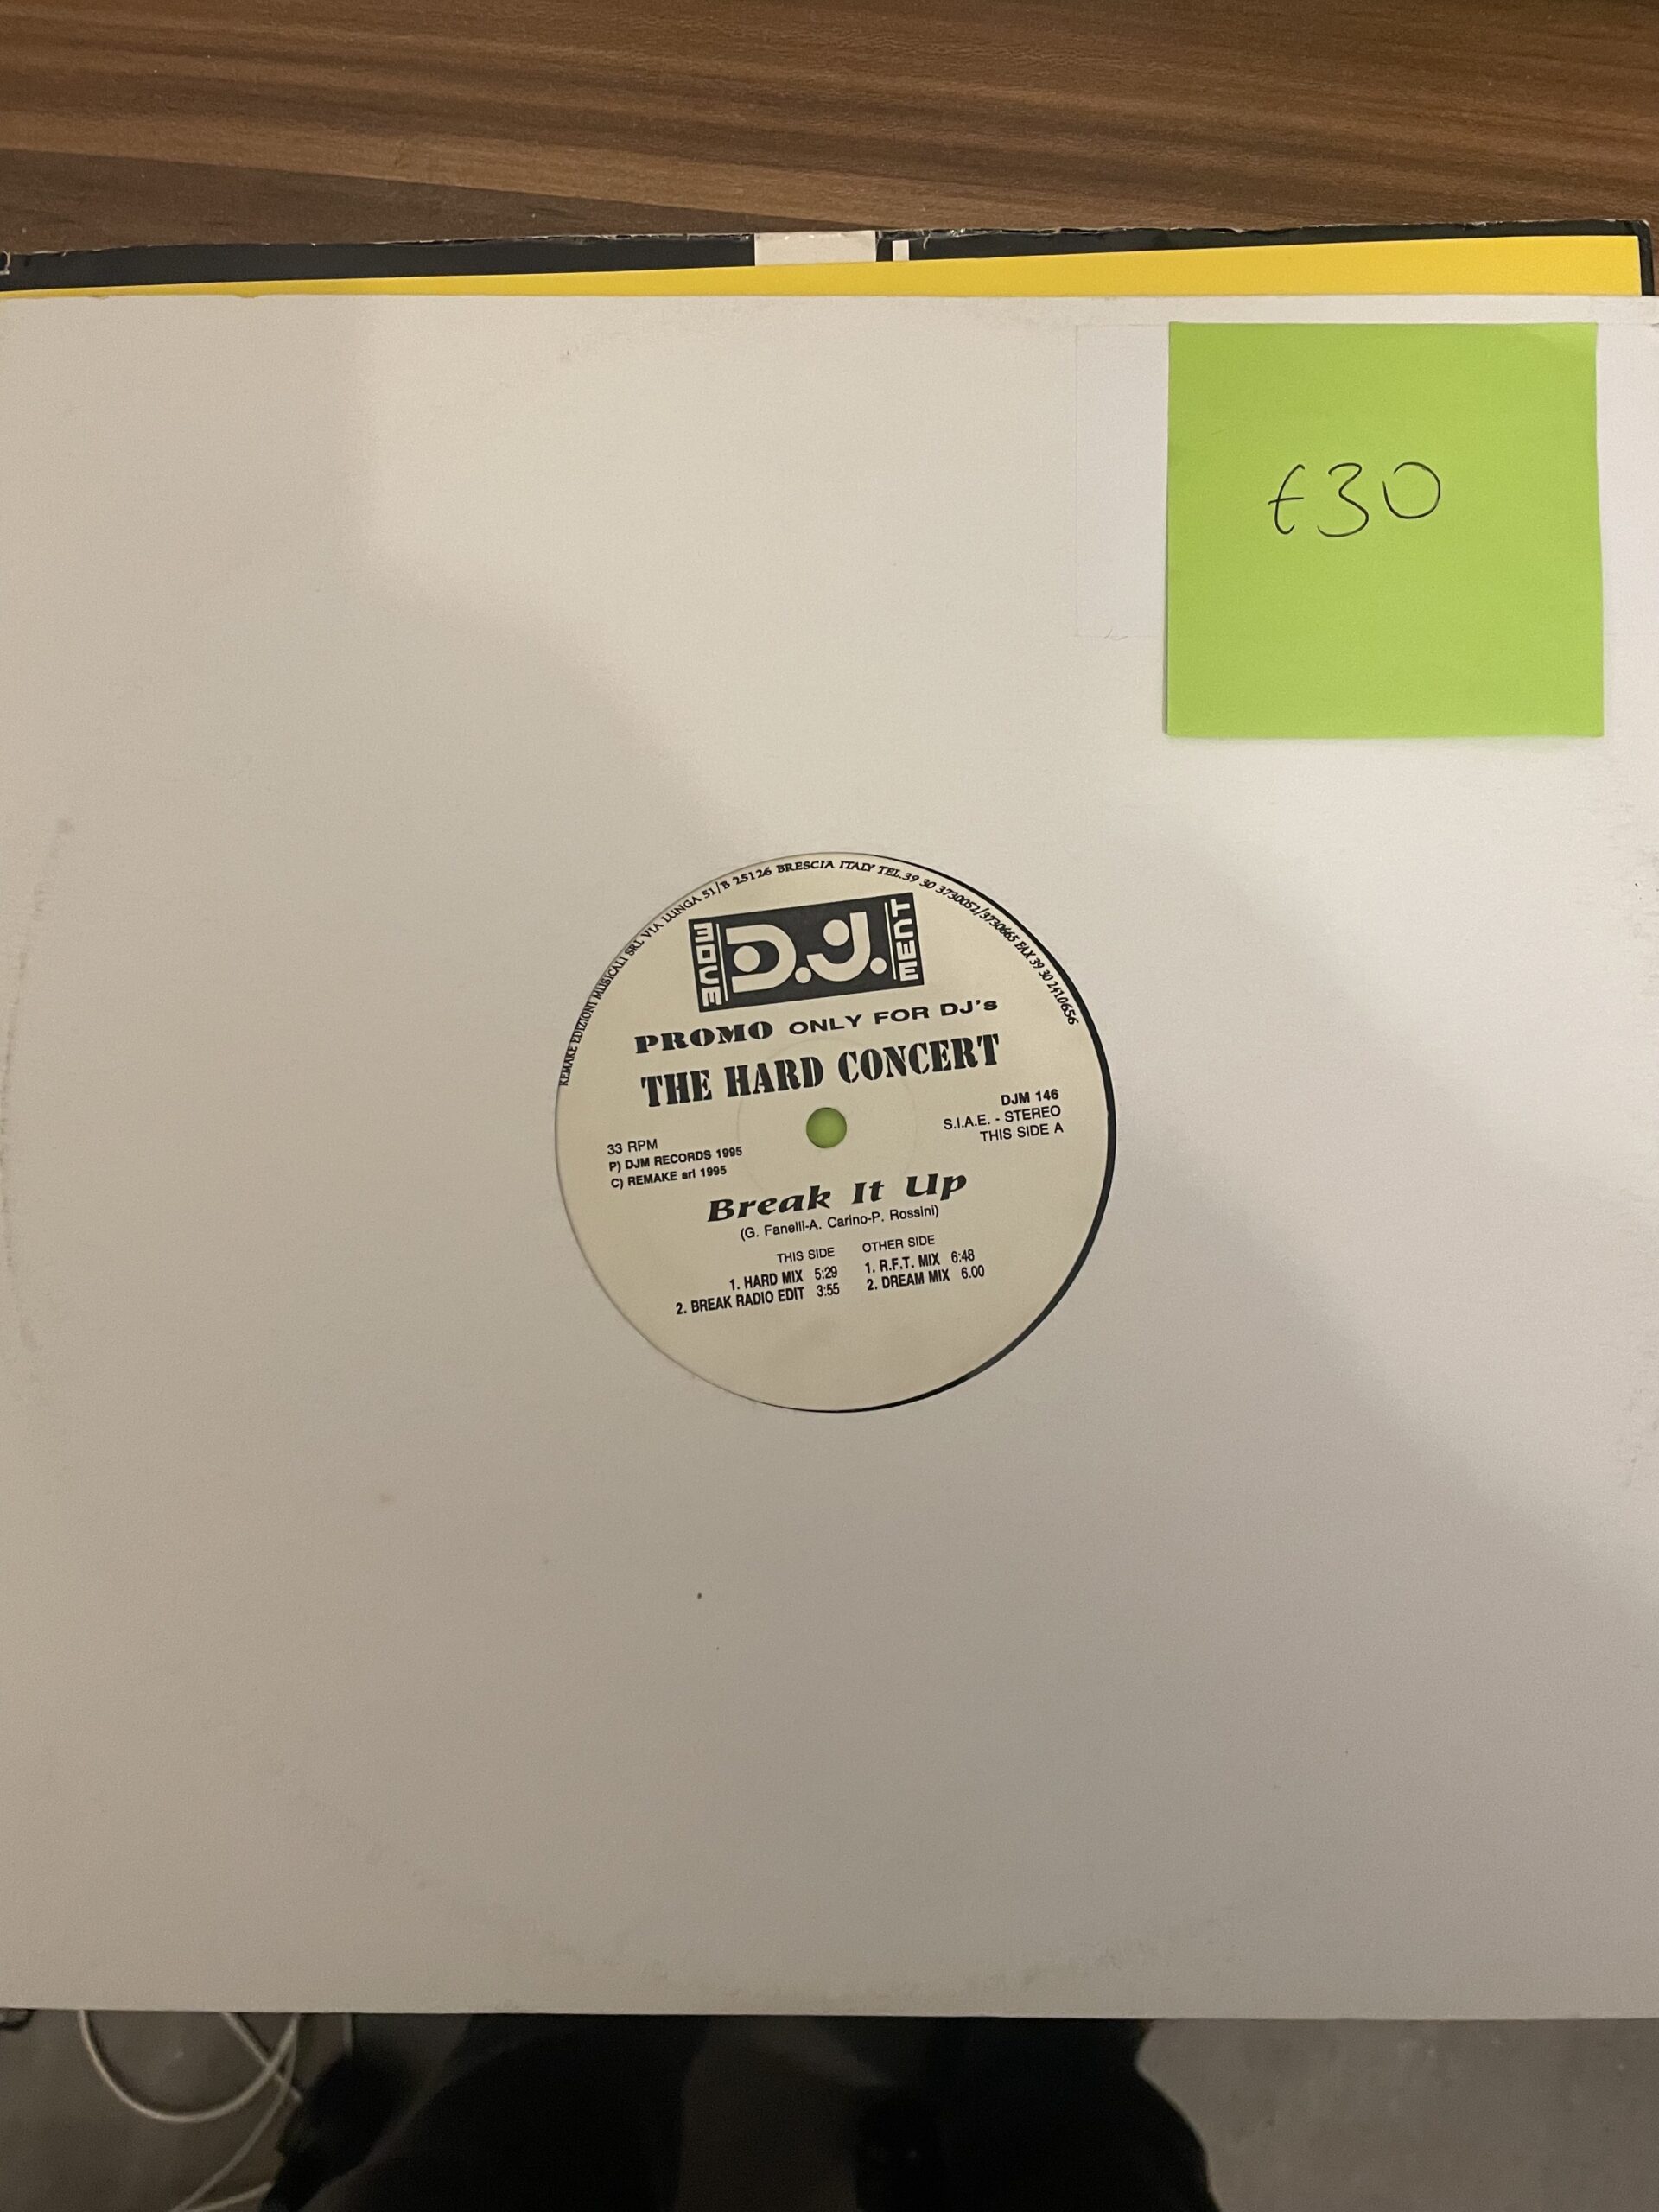 €30
REMAKE EDIZIONI MUSICALI SRL VIA LUNGA 51/B 25126 BRESCIA ITALY TEL.39 30 3730052/3730665 FAX 39 30 2410656
MOVE D.J. MENT
PROMO ONLY FOR DJ's
THE HARD CONCERT
DJM 146
S.I.A.E. - STEREO
THIS SIDE A
33 RPM
P) DJM RECORDS 1995
C) REMAKE srl 1995
Break It Up
(G. Fanelli-A. Carino-P. Rossini)
THIS SIDE
1. HARD MIX 5:29
2. BREAK RADIO EDIT 3:55
OTHER SIDE
1. R.F.T. MIX 6:48
2. DREAM MIX 6.00